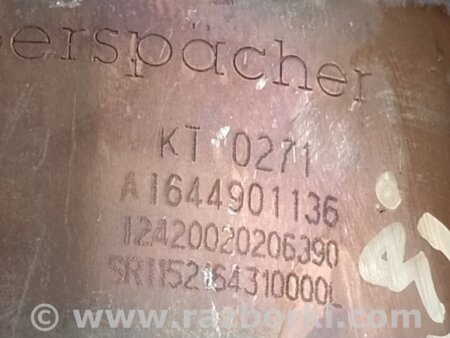 erspächer
KT 0271
A1644901136
12420020206390
SR1152164310000L
© www.razborki.com